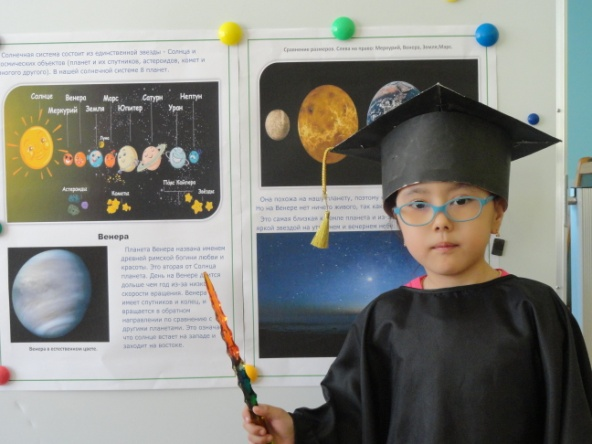 Солнечная система состоит из единственной звезды - Солнце и
космических объектов (планет и их спутников, астероидов, комет и
многого другого). В нашей солнечной системе 8 планет.
Солнце Венера Марс Сатурн Нептун
Меркурий Земля Юпитер Уран
Луна
Пояс Койпера
Астероиды Кометы Звёзды
Венера
Планета Венера названа именем
древней римской богини любви и
красоты. Это вторая от Солнца
планета. День на Венере длится
дольше чем год из-за низкой
скорости вращения. Венера
имеет спутников и колец, и
вращается в обратном
направлении по сравнению с
другими планетами. Это означает
что солнце встает на западе и
заходит на востоке.
Венера в естественном цвете.
Сравнение размеров. Слева на право: Меркурий, Венера, Земля, Марс.
Она похожа на нашу планету, поэтому
Но на Венере нет ничего живого, так как
Это самая близкая к земле планета и из
яркой звездой на утреннем и вечернем небе